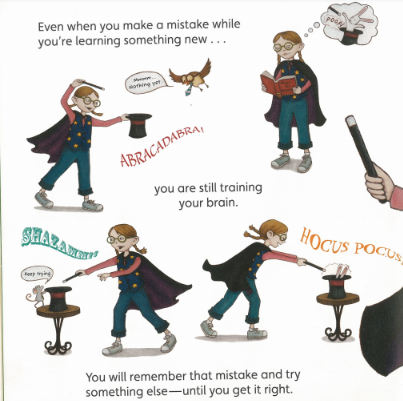 Even when you make a mistake while
you're learning something new . . .
POOF!
Hmmm...
nothing yet.
ABRACADABRA!
you are still training
your brain.
SHAZAMMM!
Keep trying
HOCUS POCUS!
You will remember that mistake and try
something else—until you get it right.